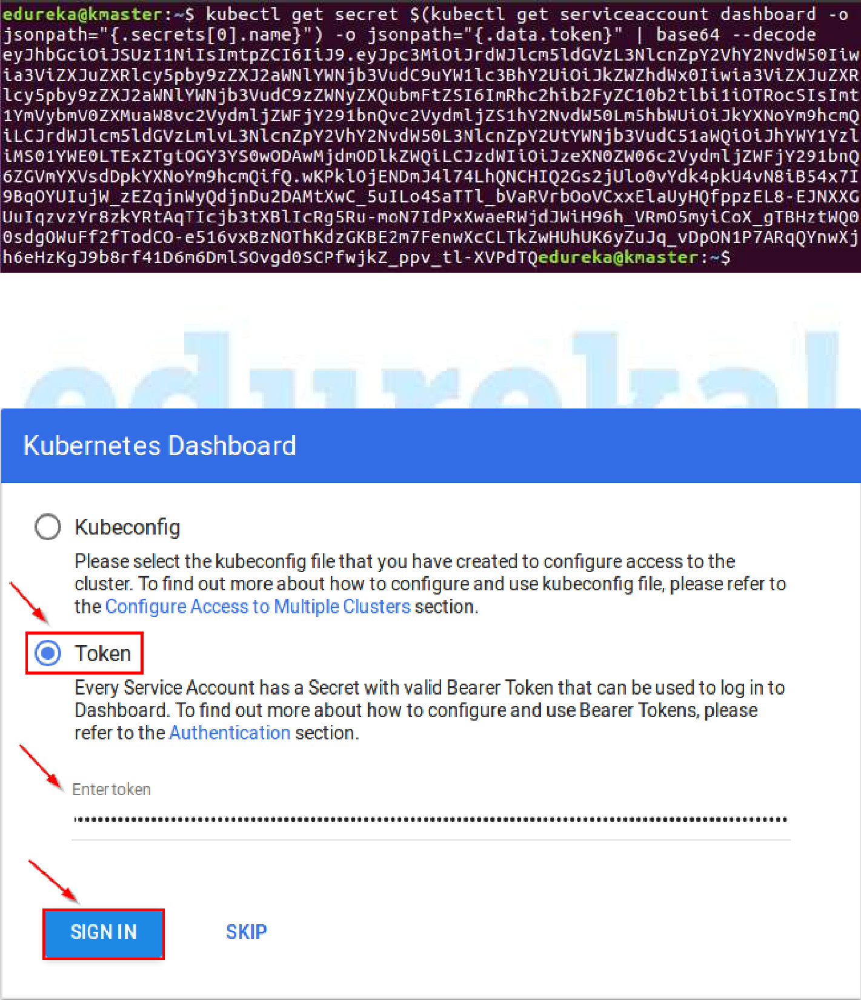 edureka@kmaster:~$ kubectl get secret $(kubectl get serviceaccount dashboard -o
jsonpath="{.secrets[0].name}") -o jsonpath="{.data.token}" | base64 --decode
eyJhbGciOiJSUzI1NiIsImtpZCI6IiJ9.eyJpc3MiOiJrdWJlcm5ldGVzL3NlcnZpY2VhY2NvdW50Iiw
ia3ViZXJuZXRlcy5pby9zZXJ2aWNlYWNjb3VudC9uYW1lc3BhY2UiOiJkZWZhdWx0Iiwia3ViZXJuZXR
lcy5pby9zZXJ2aWNlYWNjb3VudC9zZWNyZXQubmFtZSI6ImRhc2hib2FyZC10b2tlbi1iOTRocSIsImt
1YmVybmV0ZXMuaW8vc2VydmljZWFjY291bnQvc2VydmljZS1hY2NvdW50Lm5hbWUiOiJkYXNoYm9hcmQ
iLCJrdWJlcm5ldGVzLmlvL3NlcnZpY2VhY2NvdW50L3NlcnZpY2UtYWNjb3VudC51aWQiOiJhYWY1Yzl
iMS01YWE0LTExZTgtOGY3YS0wODAwMjdmODlkZWQiLCJzdWIiOiJzeXN0ZW06c2VydmljZWFjY291bnQ
6ZGVmYXVsdDpkYXNoYm9hcmQifQ.wKPklOjENDmJ4l74LhQNCHIQ2Gs2jUlo0vYdk4pkU4vN8iB54x7I
9BqOYUIujW_zEZqjnWyQdjnDu2DAMtXwC_5uILo4SaTTl_bVaRVrbOoVCxxElaUyHQfppzEL8-EJNXXG
UuIqzvzYr8zkYRtAqTIcjb3tXBlIcRg5Ru-moN7IdPxXwaeRWjdJWiH96h_VRmO5myiCoX_gTBHztWQ0
0sdgOWuFf2fTodCO-e516vxBzNOThKdzGKBE2m7FenwXcCLTkZwHUhUK6yZuJq_vDpON1P7ARqQYnwXj
h6eHzKgJ9b8rf41D6m6DmlSOvgd0SCPfwjkZ_ppv_tl-XVPdTQedureka@kmaster:~$
edureka!
Kubernetes Dashboard
Kubeconfig
Please select the kubeconfig file that you have created to configure access to the
cluster. To find out more about how to configure and use kubeconfig file, please refer to
the Configure Access to Multiple Clusters section.
Token
Every Service Account has a Secret with valid Bearer Token that can be used to log in to
Dashboard. To find out more about how to configure and use Bearer Tokens, please
refer to the Authentication section.
Enter token
SIGN IN
SKIP